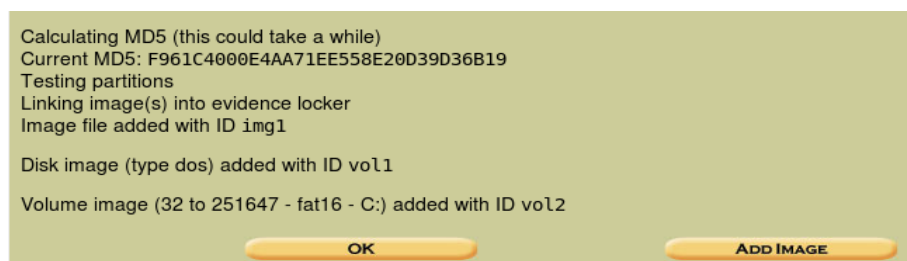 Calculating MD5 (this could take a while)
Current MD5: F961C4000E4AA71EE558E20D39D36B19
Testing partitions
Linking image(s) into evidence locker
Image file added with ID img1
Disk image (type dos) added with ID vol1
Volume image (32 to 251647 - fat16 - C:) added with ID vol2
OK ADD IMAGE